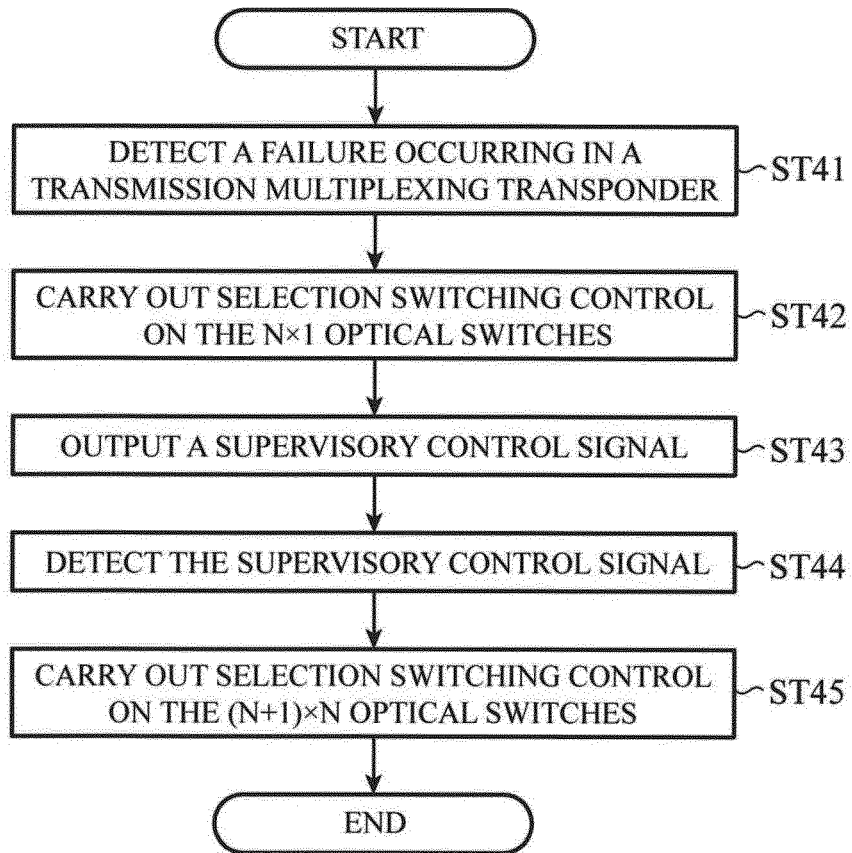 START
DETECT A FAILURE OCCURRING IN A
TRANSMISSION MULTIPLEXING TRANSPONDER
ST41
CARRY OUT SELECTION SWITCHING CONTROL
ON THE N×1 OPTICAL SWITCHES
ST42
OUTPUT A SUPERVISORY CONTROL SIGNAL
ST43
DETECT THE SUPERVISORY CONTROL SIGNAL
ST44
CARRY OUT SELECTION SWITCHING CONTROL
ON THE (N+1)×N OPTICAL SWITCHES
ST45
END